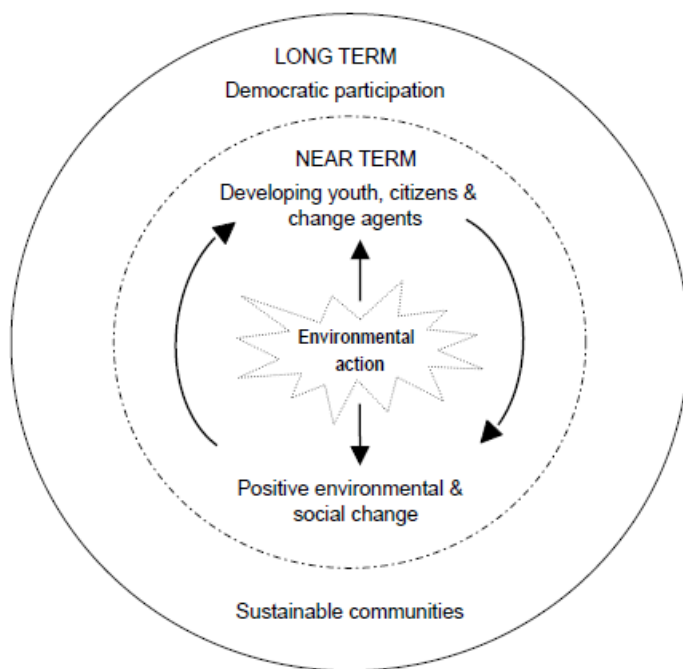 LONG TERM
Democratic participation
NEAR TERM
Developing youth, citizens &
change agents
Environmental
action
Positive environmental &
social change
Sustainable communities